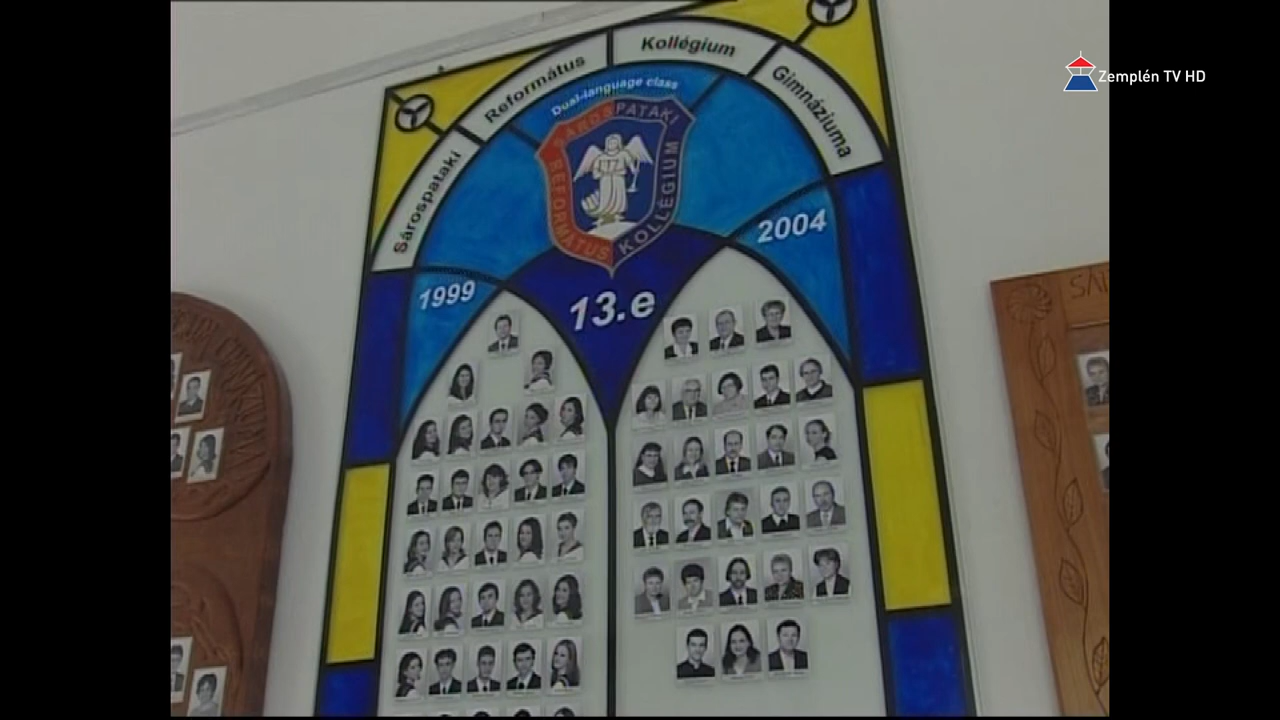 Zemplén TV HD
Sárospataki Református Kollégium Gimnáziuma
Dual-language class
SÁROSPATAKI
REFORMÁTUS KOLLÉGIUM
1999
2004
13.e